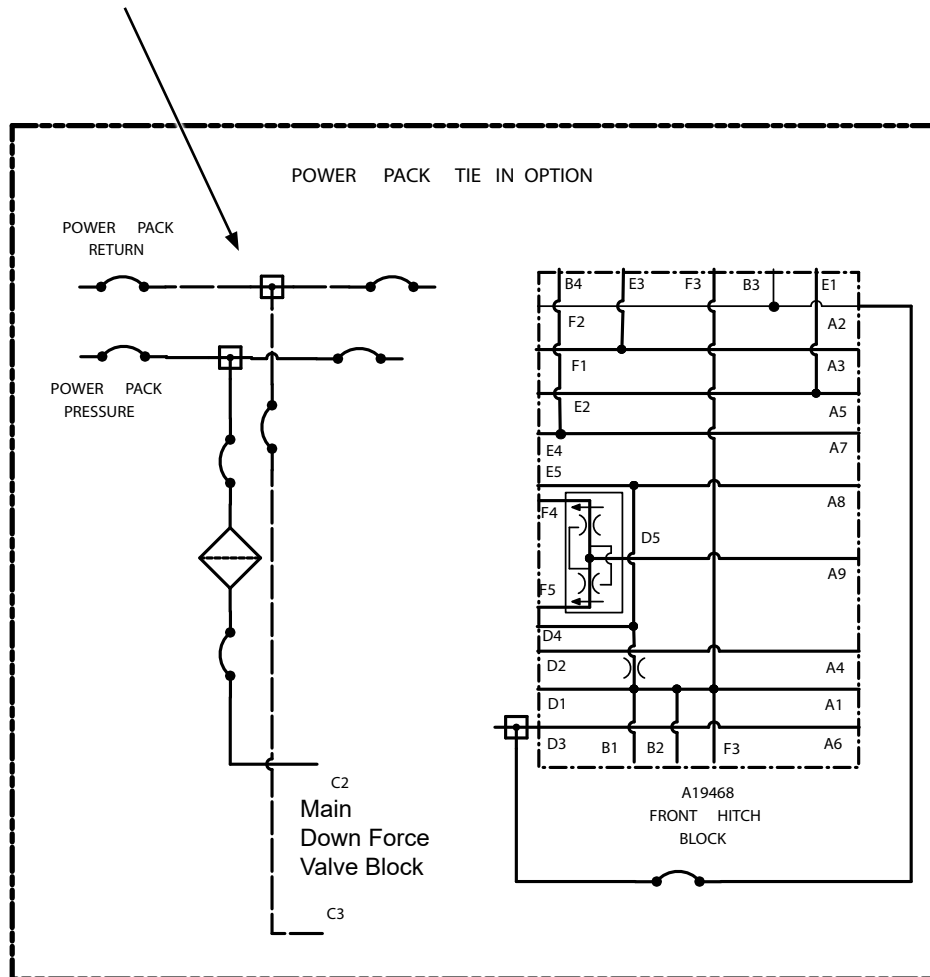 POWER PACK TIE IN OPTION
POWER PACK
RETURN
POWER PACK
PRESSURE
C2
Main
Down Force
Valve Block
C3
B4 E3 F3 B3 E1
F2 A2
F1 A3
E2 A5
E4 A7
E5
F4 A8
D5
F5 A9
D4
D2 A4
D1 A1
D3 B1 B2 F3 A6
A19468
FRONT HITCH
BLOCK